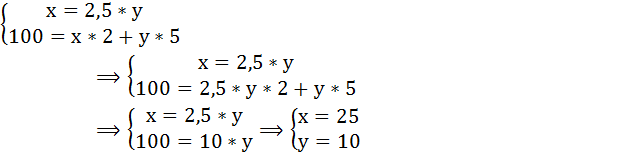 x = 2,5 ∗ y
100 = x ∗ 2 + y ∗ 5
⟹ x = 2,5 ∗ y
100 = 2,5 ∗ y ∗ 2 + y ∗ 5
⟹ x = 2,5 ∗ y ⟹ x = 25
100 = 10 ∗ y y = 10